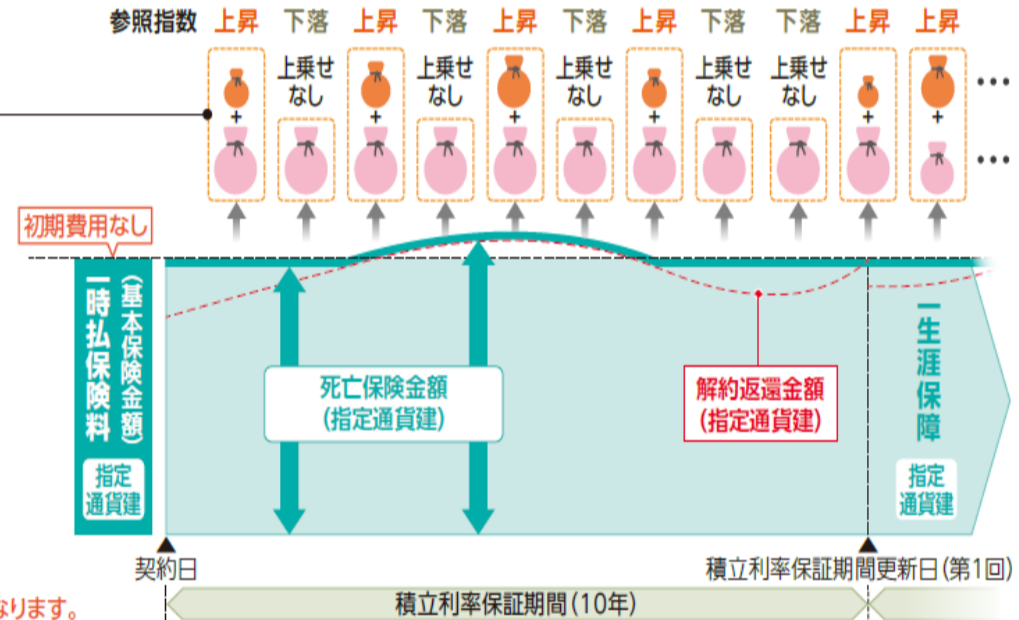 参照指数 上昇 下落 上昇 下落 上昇 下落 上昇 下落 下落 上昇 上昇
上乗せ
なし
上乗せ
なし
上乗せ
なし
上乗せ
なし
上乗せ
なし
+ + + + + +
…
…
初期費用なし
一時払保険料
(基本保険金額)
指定
通貨建
死亡保険金額
(指定通貨建)
解約返還金額
(指定通貨建)
一生涯保障
指定
通貨建
契約日
積立利率保証期間更新日(第1回)
積立利率保証期間(10年)
なります。